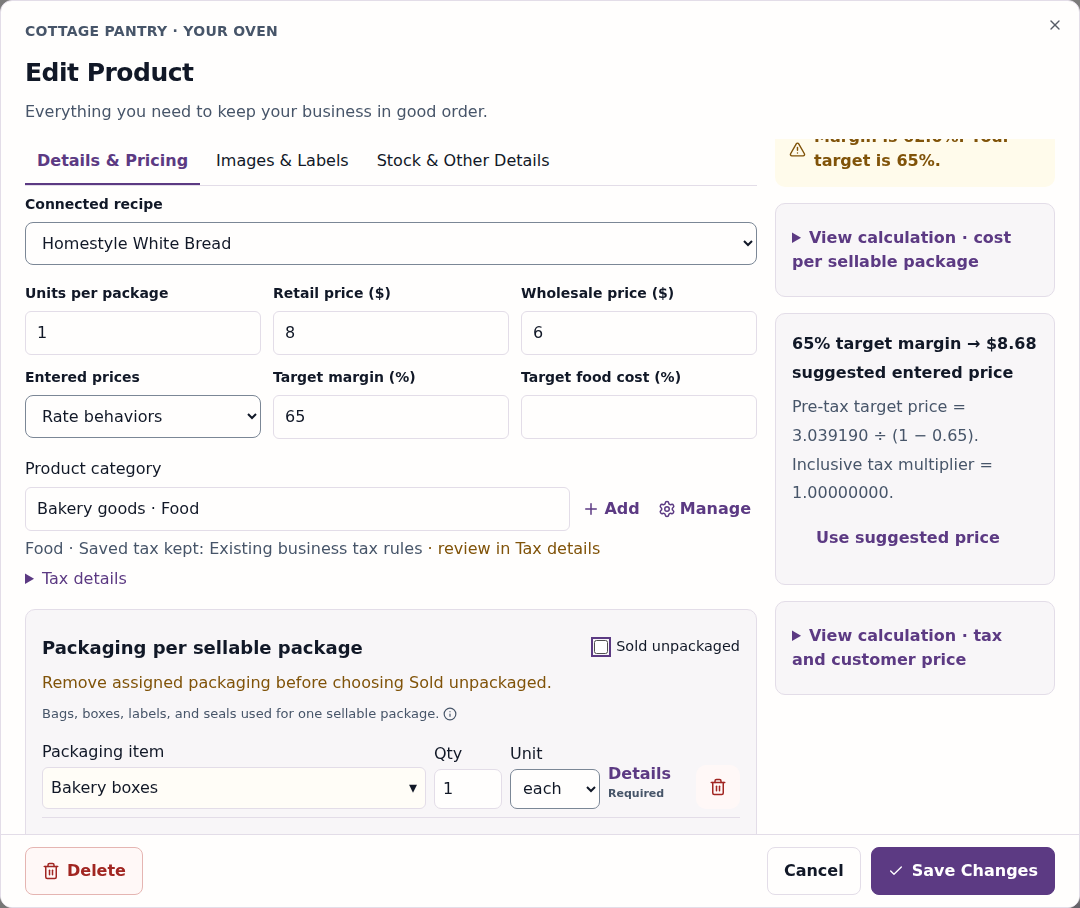 COTTAGE PANTRY · YOUR OVEN
Edit Product
Everything you need to keep your business in good order.
Details & Pricing
Images & Labels
Stock & Other Details
Connected recipe
Homestyle White Bread
Units per package
Retail price ($)
Wholesale price ($)
1
8
6
Entered prices
Target margin (%)
Target food cost (%)
Rate behaviors
65
Product category
Bakery goods · Food
+ Add
Manage
Food · Saved tax kept: Existing business tax rules · review in Tax details
Tax details
Packaging per sellable package
Sold unpackaged
Remove assigned packaging before choosing Sold unpackaged.
Bags, boxes, labels, and seals used for one sellable package.
Packaging item
Qty
Unit
Bakery boxes
1
each
Details
Required
target is 65%.
View calculation · cost
per sellable package
65% target margin → $8.68
suggested entered price
Pre-tax target price =
3.039190 ÷ (1 − 0.65).
Inclusive tax multiplier =
1.00000000.
Use suggested price
View calculation · tax
and customer price
Delete
Cancel
Save Changes